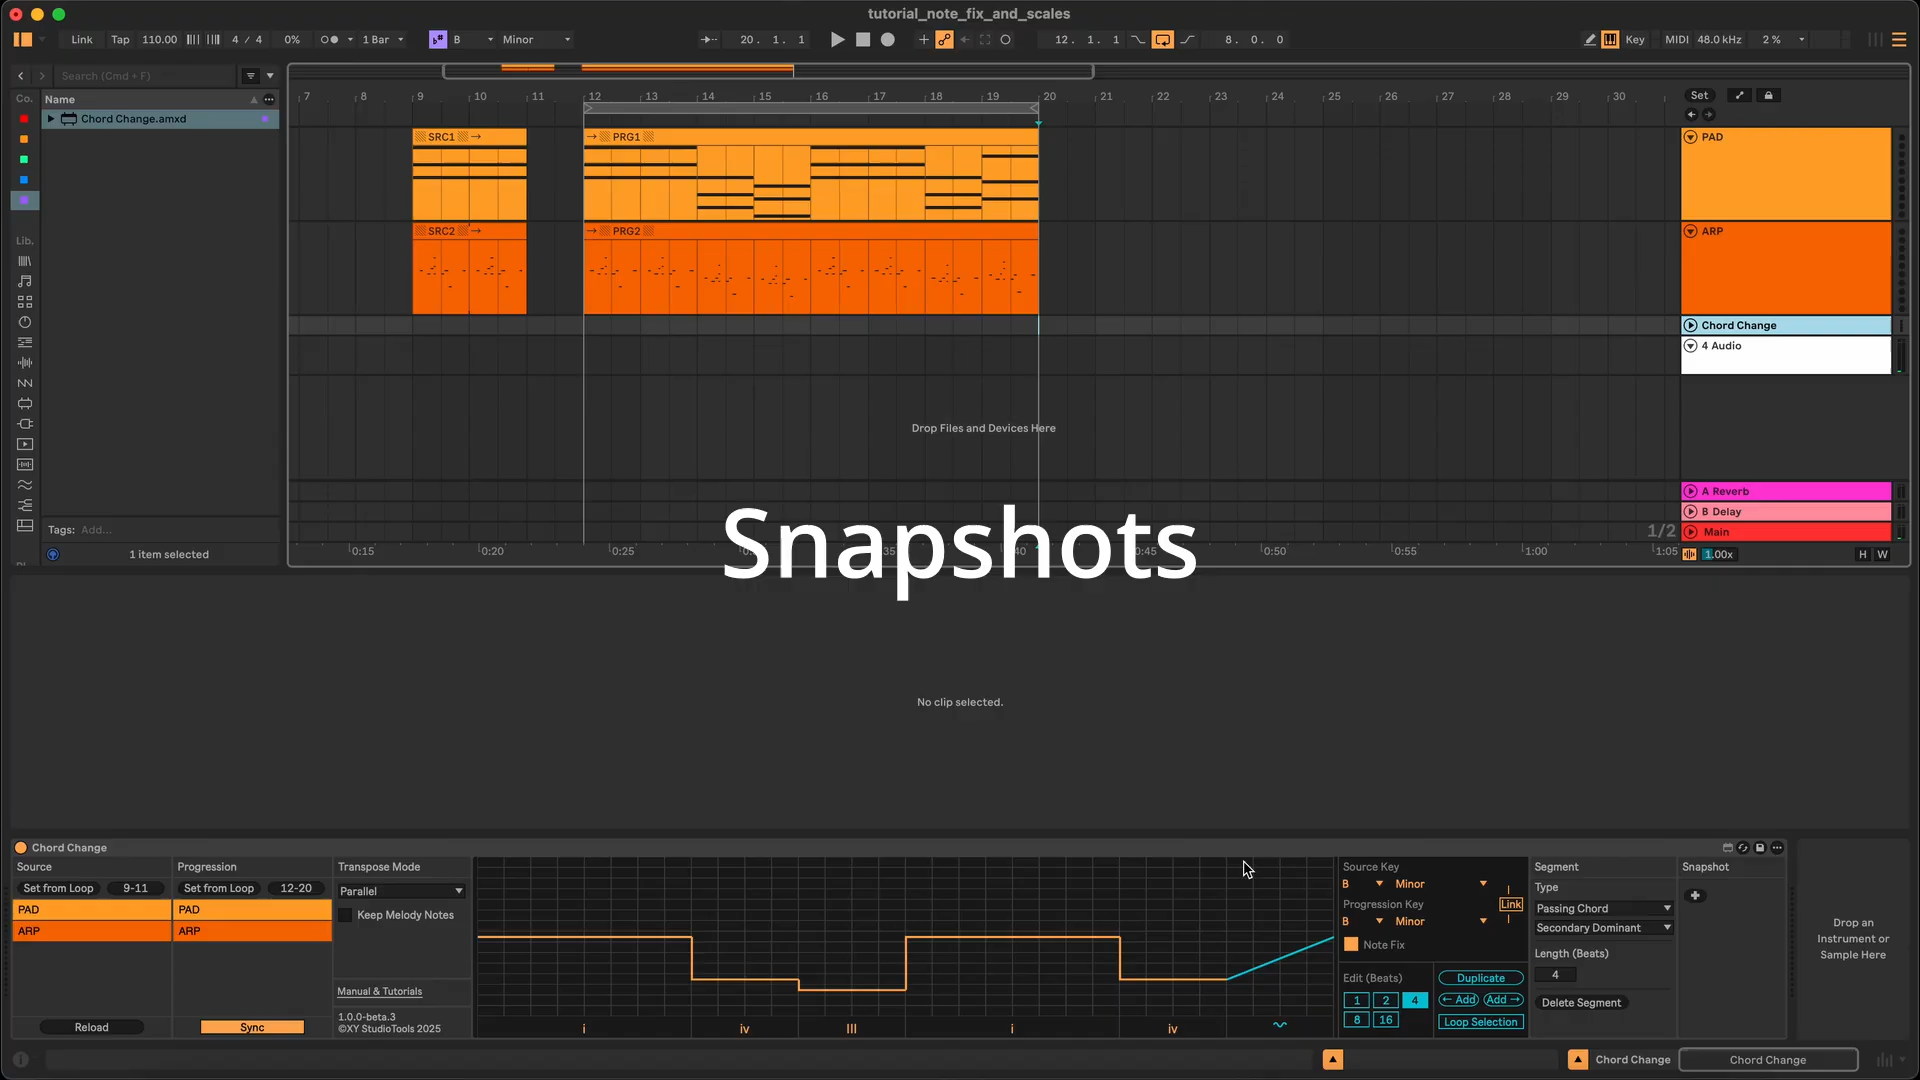 tutorial_note_fix_and_scales
Link Tap 110.00 4 / 4 0% 1 Bar B Minor 20. 1. 1 12. 1. 1 8. 0. 0 Key MIDI 48.0 kHz 2 %
Search (Cmd + F)
Co. Name
Chord Change.amxd
Lib.
Tags: Add...
1 item selected
7 8 9 10 11 12 13 14 15 16 17 18 19 20 21 22 23 24 25 26 27 28 29 30
Set
SRC1
PRG1
PAD
SRC2
PRG2
ARP
Chord Change
4 Audio
Drop Files and Devices Here
A Reverb
B Delay
1/2
Main
0:15 0:20 0:25 0:45 0:50 0:55 1:00 1:05
1.00x H W
Snapshots
No clip selected.
Chord Change
Source
Set from Loop 9-11
PAD
ARP
Reload
Progression
Set from Loop 12-20
PAD
ARP
Sync
Transpose Mode
Parallel
Keep Melody Notes
Manual & Tutorials
1.0.0-beta.3
©XY StudioTools 2025
i iv III i iv
Source Key
B Minor
Progression Key
B Minor
Link
Note Fix
Edit (Beats)
1 2 4
8 16
Duplicate
← Add Add →
Loop Selection
Segment
Type
Passing Chord
Secondary Dominant
Length (Beats)
4
Delete Segment
Snapshot
Drop an
Instrument or
Sample Here
Chord Change
Chord Change